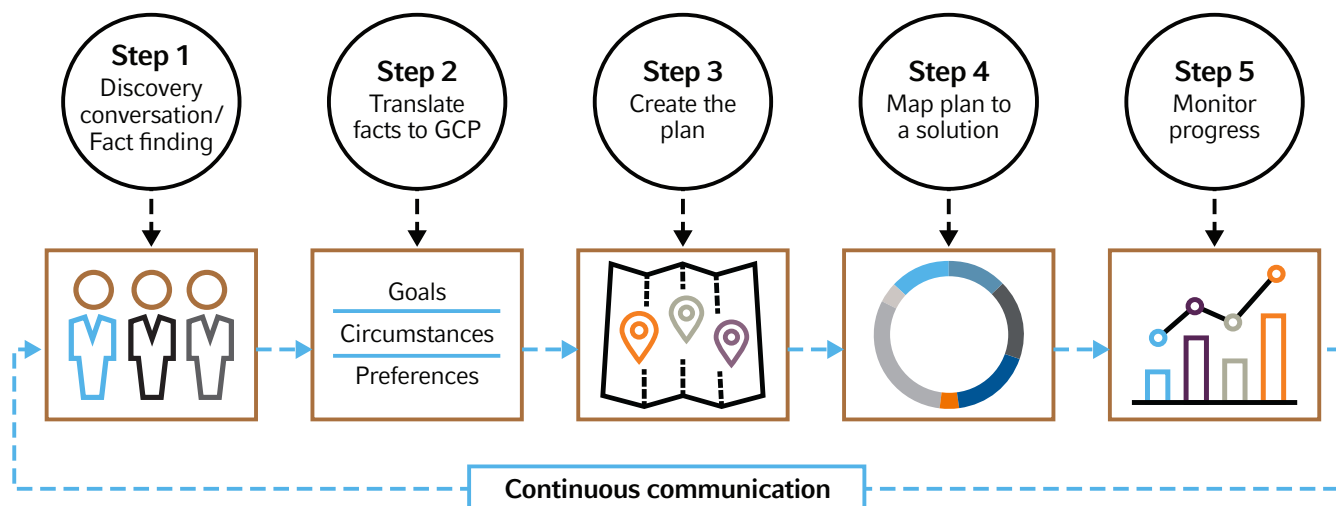 Step 1
Discovery
conversation/
Fact finding
Step 2
Translate
facts to GCP
Step 3
Create the
plan
Step 4
Map plan to
a solution
Step 5
Monitor
progress
Goals
Circumstances
Preferences
Continuous communication